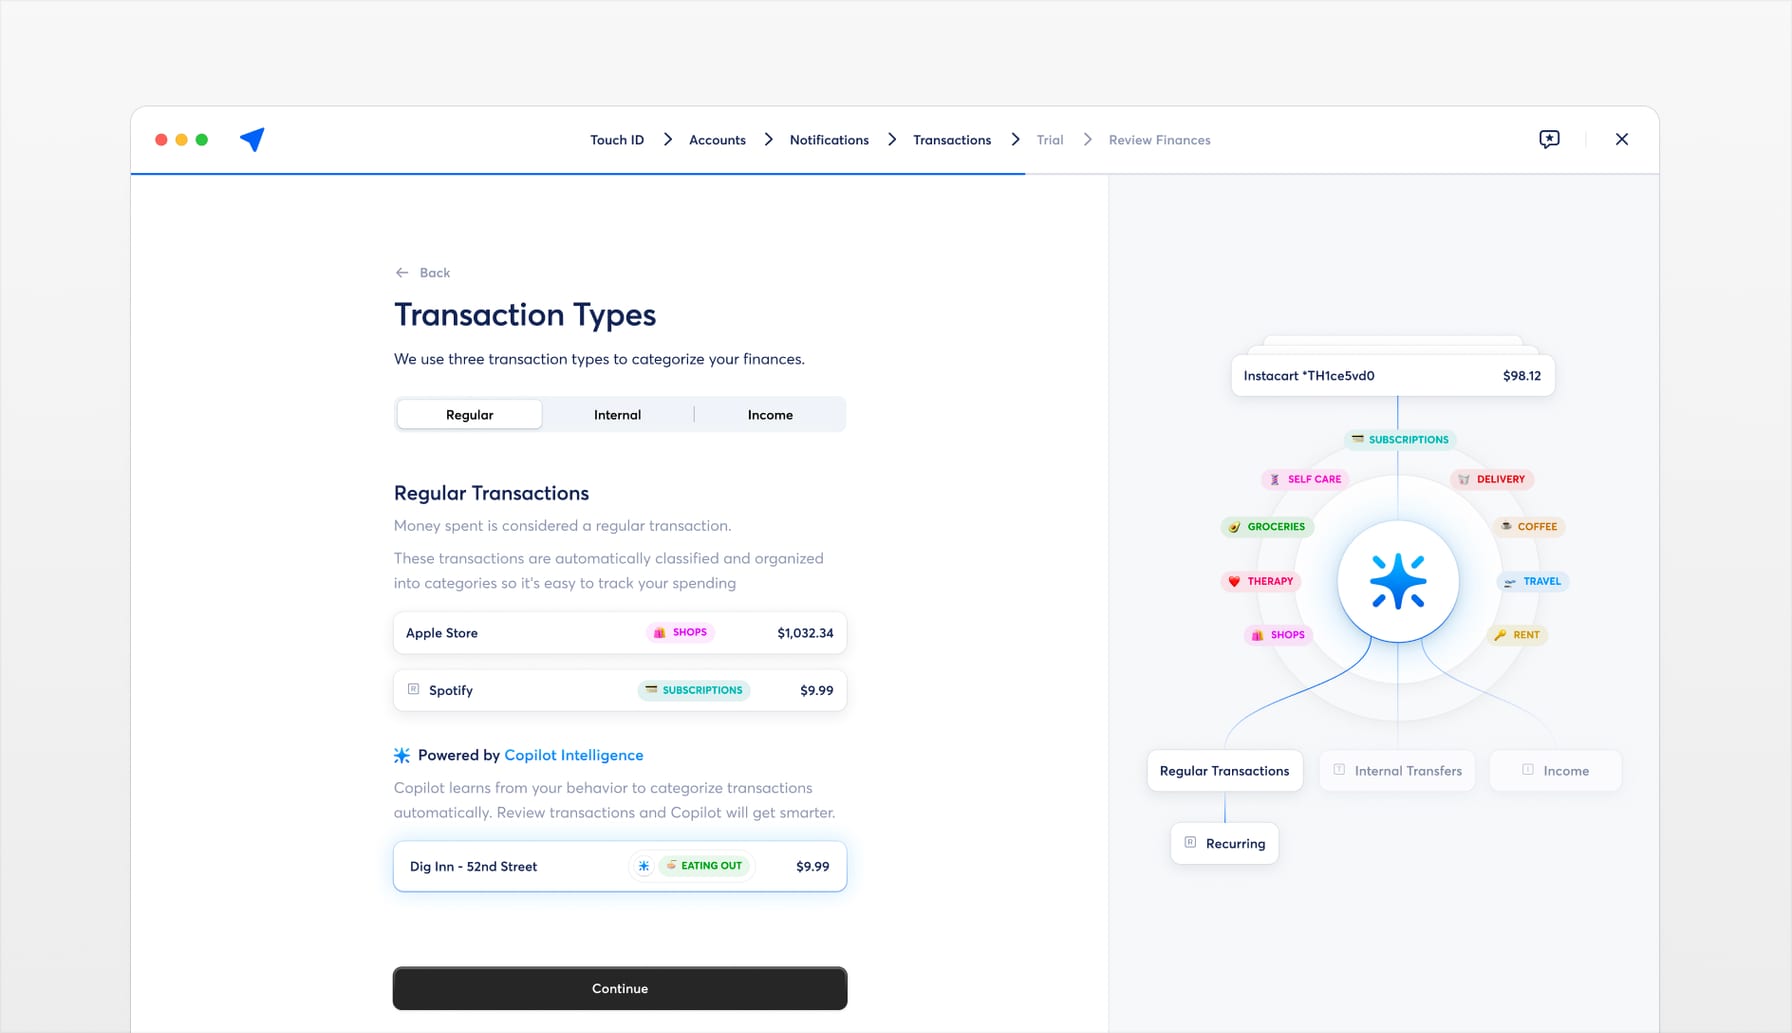 Touch ID
Accounts
Notifications
Transactions
Trial
Review Finances
Back
Transaction Types
We use three transaction types to categorize your finances.
Regular
Internal
Income
Regular Transactions
Money spent is considered a regular transaction.
These transactions are automatically classified and organized
into categories so it's easy to track your spending
Apple Store
SHOPS
$1,032.34
R
Spotify
SUBSCRIPTIONS
$9.99
Powered by Copilot Intelligence
Copilot learns from your behavior to categorize transactions
automatically. Review transactions and Copilot will get smarter.
Dig Inn - 52nd Street
EATING OUT
$9.99
Continue
Instacart *TH1ce5vd0
$98.12
SUBSCRIPTIONS
SELF CARE
DELIVERY
GROCERIES
COFFEE
THERAPY
TRAVEL
SHOPS
RENT
Regular Transactions
T
Internal Transfers
I
Income
R
Recurring